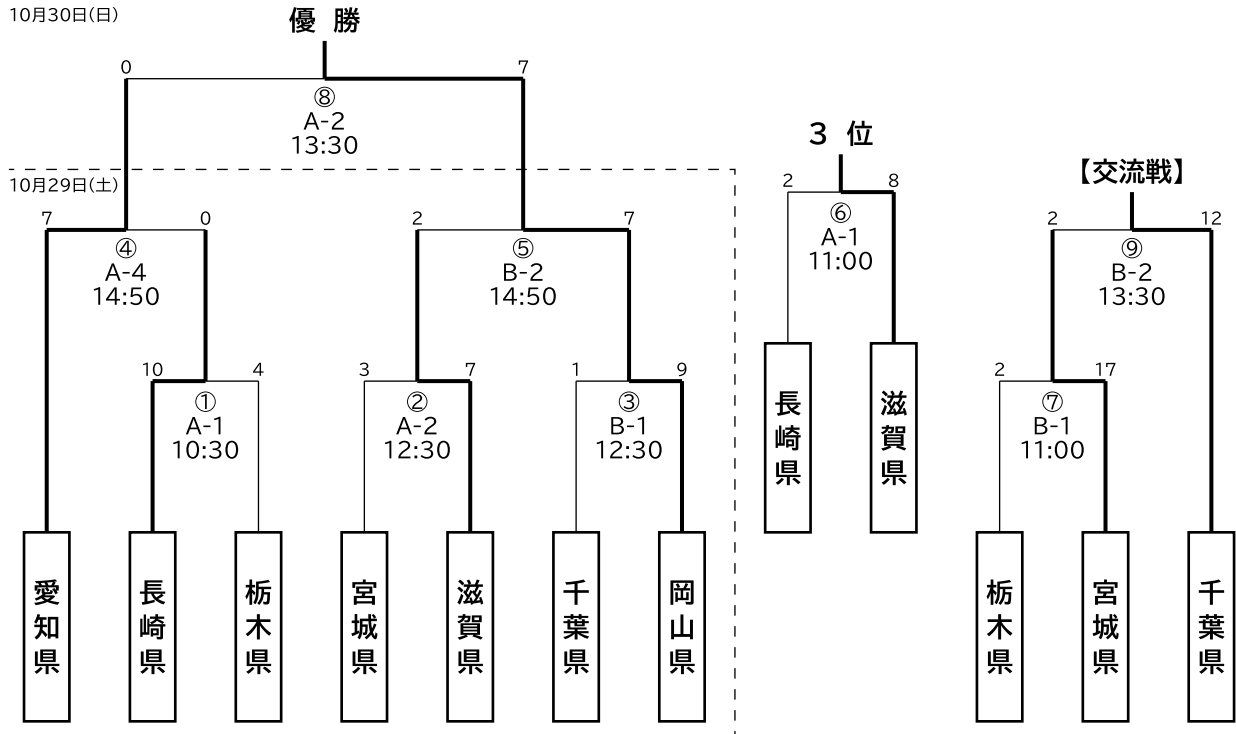 10月30日(日)
優 勝
0
7
⑧
A-2
13:30
10月29日(土)
7
0
④
A-4
14:50
2
7
⑤
B-2
14:50
10
4
①
A-1
10:30
3
7
②
A-2
12:30
1
9
③
B-1
12:30
愛知県
長崎県
栃木県
宮城県
滋賀県
千葉県
岡山県
3 位
2
8
⑥
A-1
11:00
長崎県
滋賀県
【交流戦】
2
12
⑨
B-2
13:30
2
17
⑦
B-1
11:00
栃木県
宮城県
千葉県